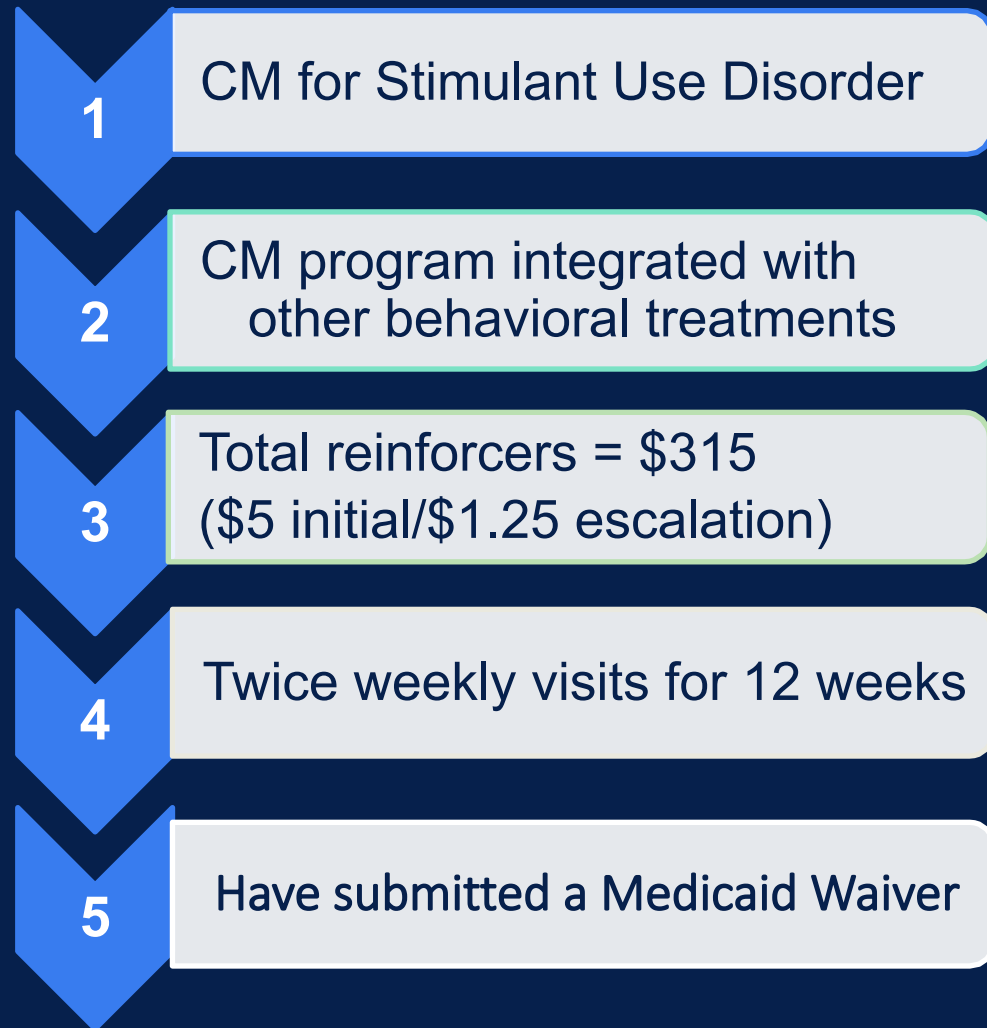 1
CM for Stimulant Use Disorder
2
CM program integrated with
other behavioral treatments
3
Total reinforcers = $315
($5 initial/$1.25 escalation)
4
Twice weekly visits for 12 weeks
5
Have submitted a Medicaid Waiver